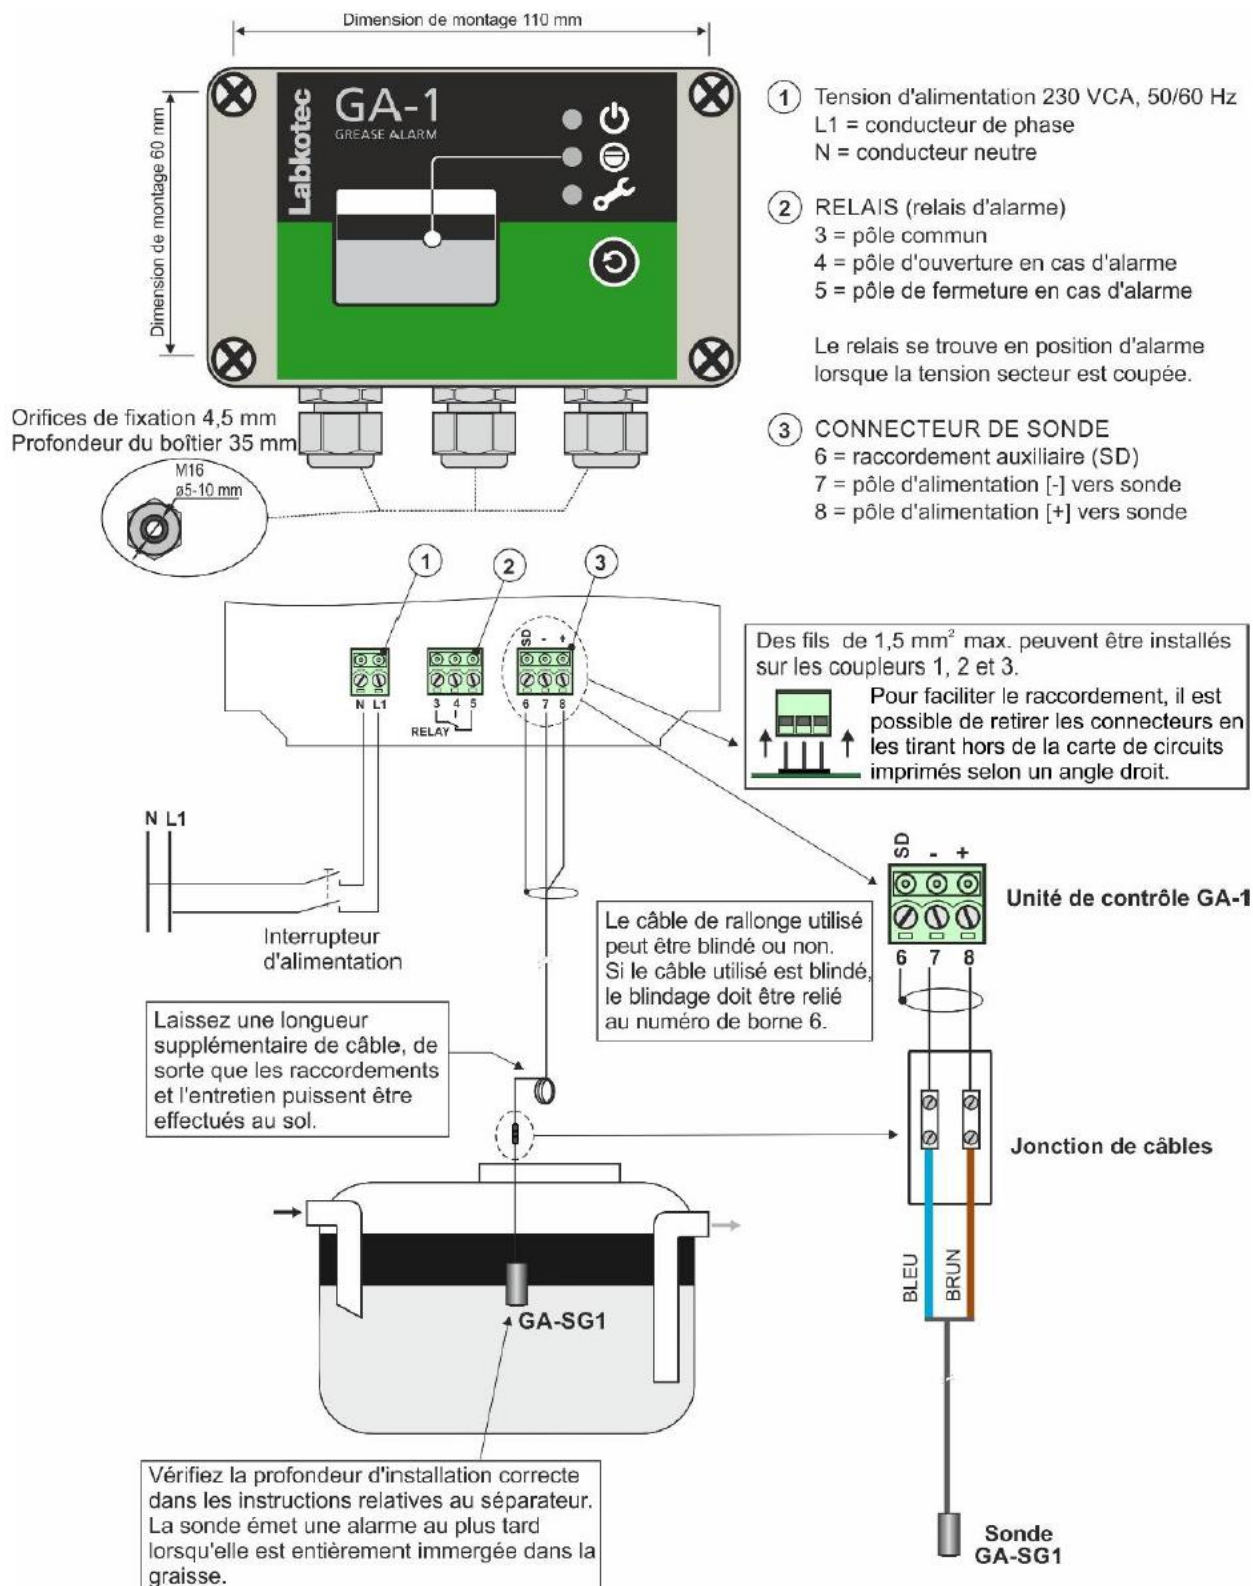 Dimension de montage 110 mm
Dimension de montage 60 mm
Labkotec
GA-1
GREASE ALARM
1 Tension d'alimentation 230 VCA, 50/60 Hz
L1 = conducteur de phase
N = conducteur neutre
2 RELAIS (relais d'alarme)
3 = pôle commun
4 = pôle d'ouverture en cas d'alarme
5 = pôle de fermeture en cas d'alarme
Le relais se trouve en position d'alarme
lorsque la tension secteur est coupée.
3 CONNECTEUR DE SONDE
6 = raccordement auxiliaire (SD)
7 = pôle d'alimentation [-] vers sonde
8 = pôle d'alimentation [+] vers sonde
Orifices de fixation 4,5 mm
Profondeur du boîtier 35 mm
M16
ø5-10 mm
1
2
3
SD - +
N L1
3 4 5
RELAY
6 7 8
Des fils de 1,5 mm² max. peuvent être installés
sur les coupleurs 1, 2 et 3.
Pour faciliter le raccordement, il est
possible de retirer les connecteurs en
les tirant hors de la carte de circuits
imprimés selon un angle droit.
N L1
Interrupteur
d'alimentation
Le câble de rallonge utilisé
peut être blindé ou non.
Si le câble utilisé est blindé,
le blindage doit être relié
au numéro de borne 6.
SD - +
Unité de contrôle GA-1
6 7 8
Laissez une longueur
supplémentaire de câble, de
sorte que les raccordements
et l'entretien puissent être
effectués au sol.
Jonction de câbles
BLEU
BRUN
GA-SG1
Vérifiez la profondeur d'installation correcte
dans les instructions relatives au séparateur.
La sonde émet une alarme au plus tard
lorsqu'elle est entièrement immergée dans la
graisse.
Sonde
GA-SG1